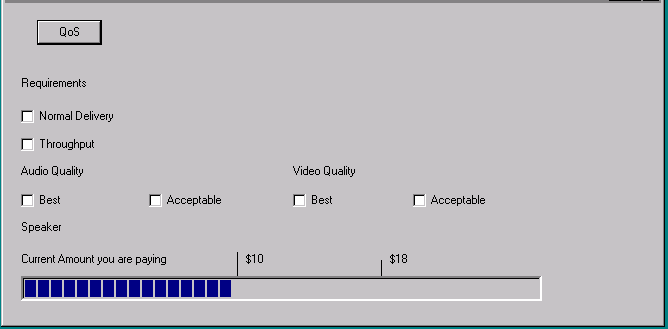 QoS
Requirements
Normal Delivery
Throughput
Audio Quality Video Quality
Best Acceptable Best Acceptable
Speaker
Current Amount you are paying $10 $18